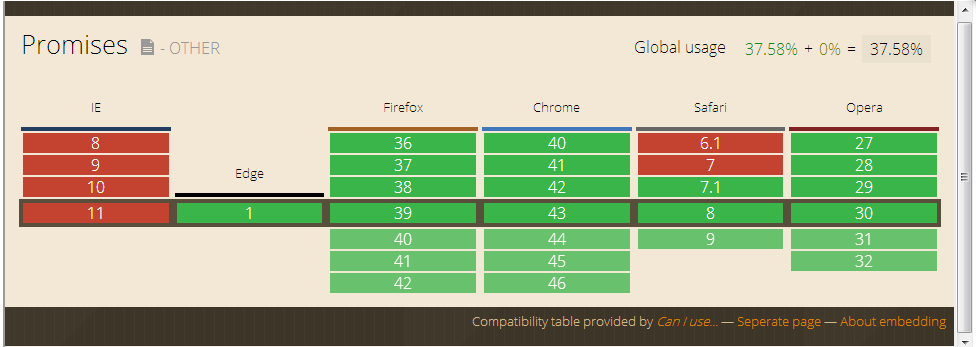 Promises - OTHER Global usage 37.58% + 0% = 37.58%
IE Firefox Chrome Safari Opera
8 36 40 6.1 27
9 37 41 7 28
Edge
10 38 42 7.1 29
11 1 39 43 8 30
40 44 9 31
41 45 32
42 46
Compatibility table provided by Can I use... — Seperate page — About embedding